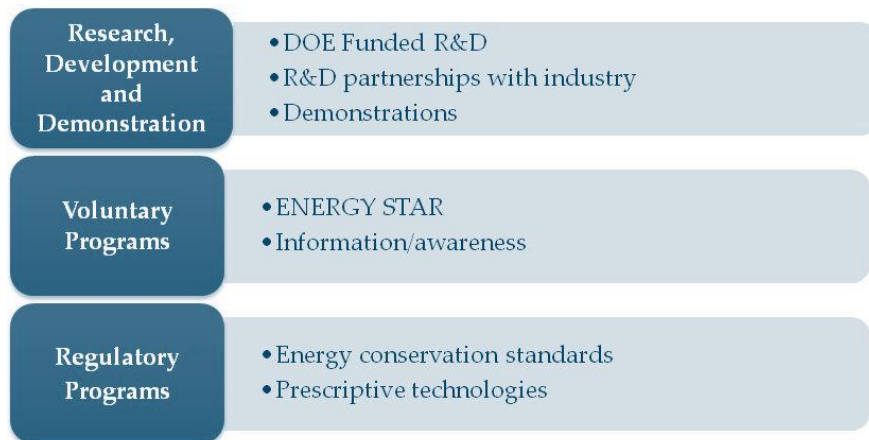 Research,
Development
and
Demonstration
• DOE Funded R&D
• R&D partnerships with industry
• Demonstrations
Voluntary
Programs
• ENERGY STAR
• Information/awareness
Regulatory
Programs
• Energy conservation standards
• Prescriptive technologies